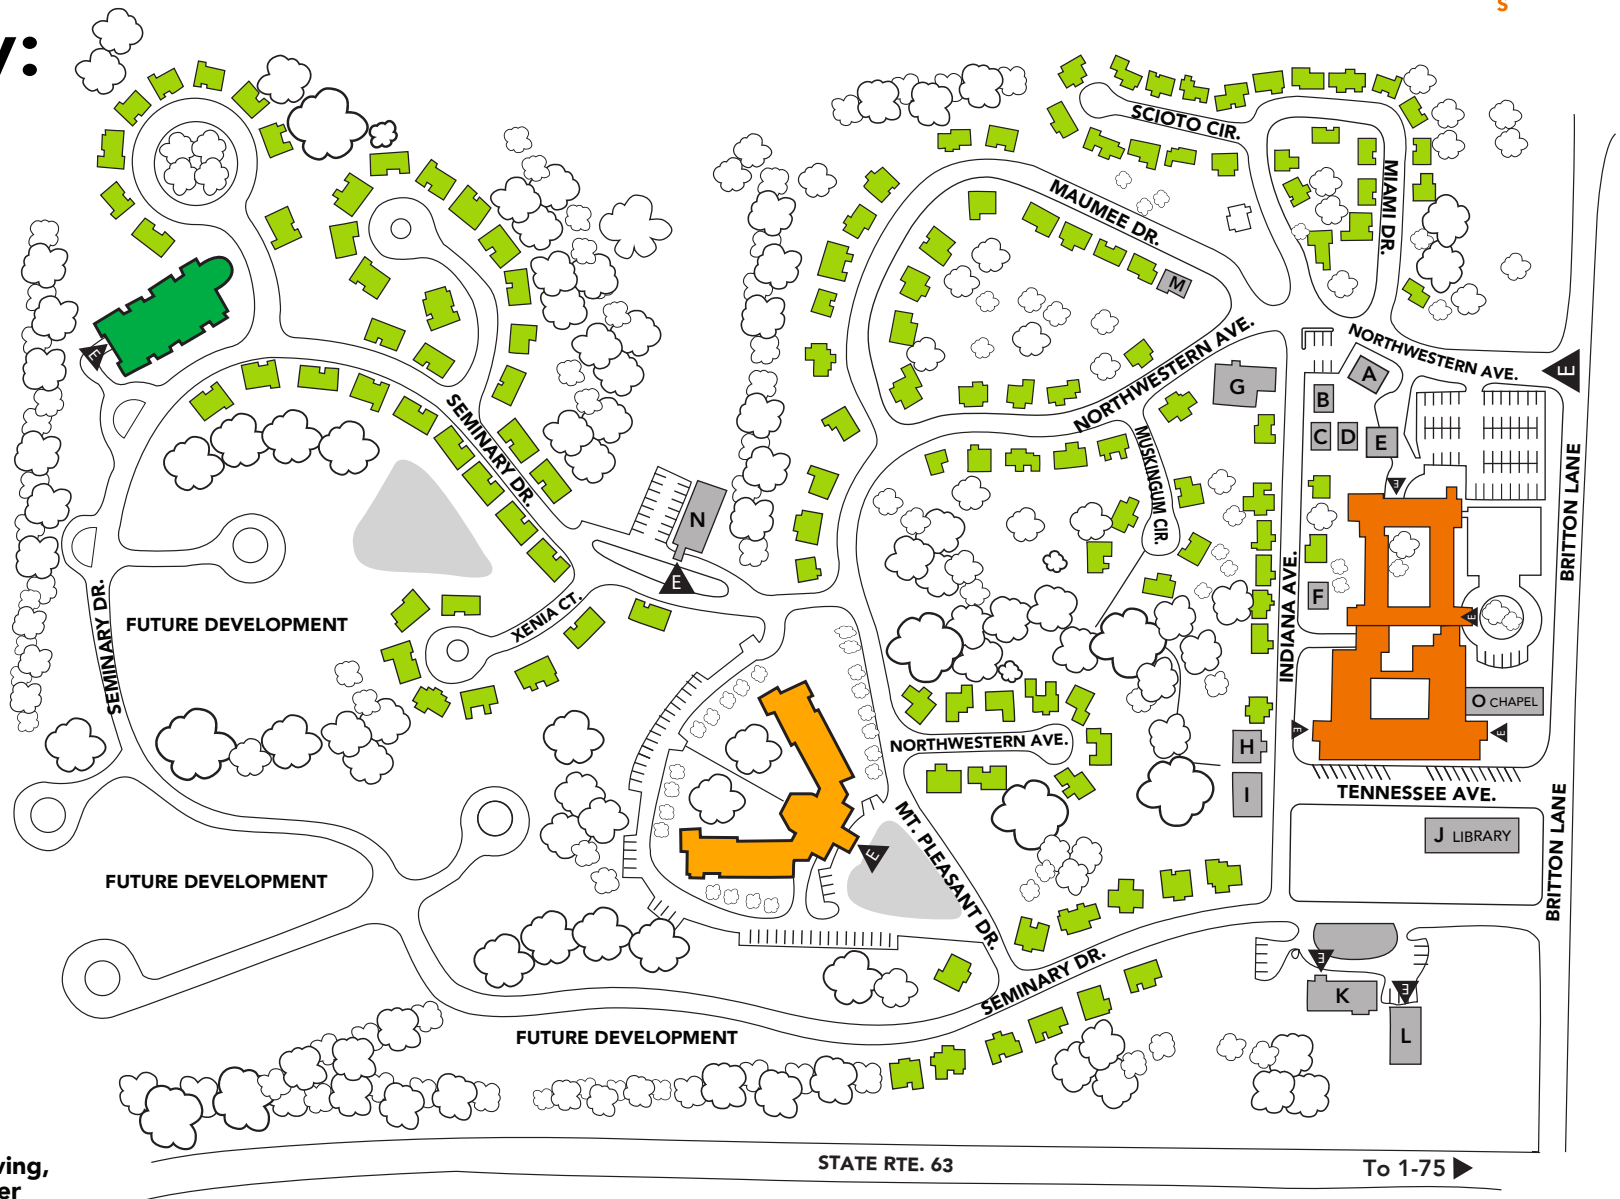 s
y:
SCIOTO CIR.
MAUMEE DR.
MIAMI DR.
M
NORTHWESTERN AVE.
NORTHWESTERN AVE.
E
A
G
B
C
D
E
E
SEMINARY DR.
MUSKINGUM CIR.
BRITTON LANE
E
N
E
INDIANA AVE.
F
E
SEMINARY DR.
FUTURE DEVELOPMENT
XENIA CT.
O CHAPEL
E
E
NORTHWESTERN AVE.
H
I
TENNESSEE AVE.
J LIBRARY
BRITTON LANE
MT. PLEASANT DR.
E
FUTURE DEVELOPMENT
SEMINARY DR.
E
K
E
L
FUTURE DEVELOPMENT
STATE RTE. 63
To 1-75
ving,
er